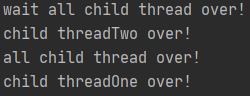 wait all child thread over!
child threadTwo over!
all child thread over!
child threadOne over!